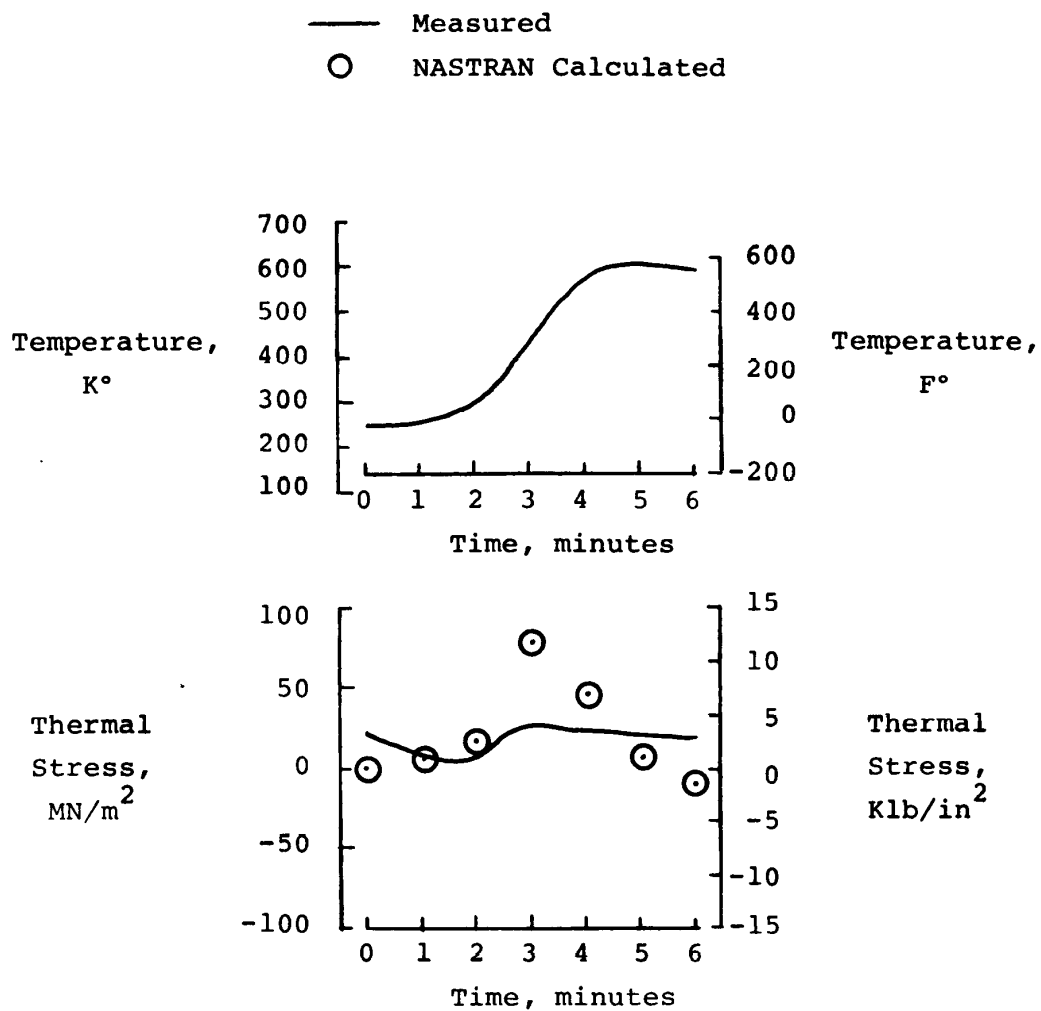 Measured
NASTRAN Calculated
700
600
500
400
300
200
100
Temperature,
K°
600
400
200
0
-200
Temperature,
F°
0 1 2 3 4 5 6
Time, minutes
100
50
0
-50
-100
Thermal
Stress,
MN/m²
15
10
5
0
-5
-10
-15
Thermal
Stress,
Klb/in²
0 1 2 3 4 5 6
Time, minutes